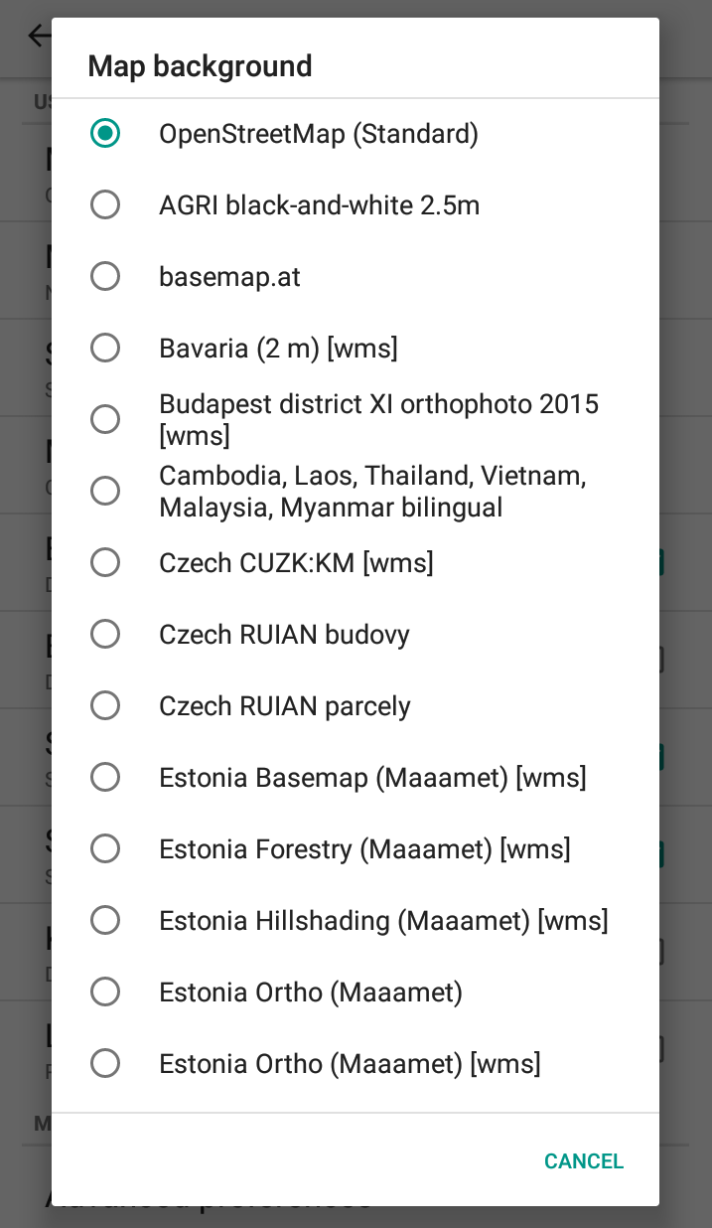 Map background
OpenStreetMap (Standard)
AGRI black-and-white 2.5m
basemap.at
Bavaria (2 m) [wms]
Budapest district XI orthophoto 2015
[wms]
Cambodia, Laos, Thailand, Vietnam,
Malaysia, Myanmar bilingual
Czech CUZK:KM [wms]
Czech RUIAN budovy
Czech RUIAN parcely
Estonia Basemap (Maaamet) [wms]
Estonia Forestry (Maaamet) [wms]
Estonia Hillshading (Maaamet) [wms]
Estonia Ortho (Maaamet)
Estonia Ortho (Maaamet) [wms]
CANCEL